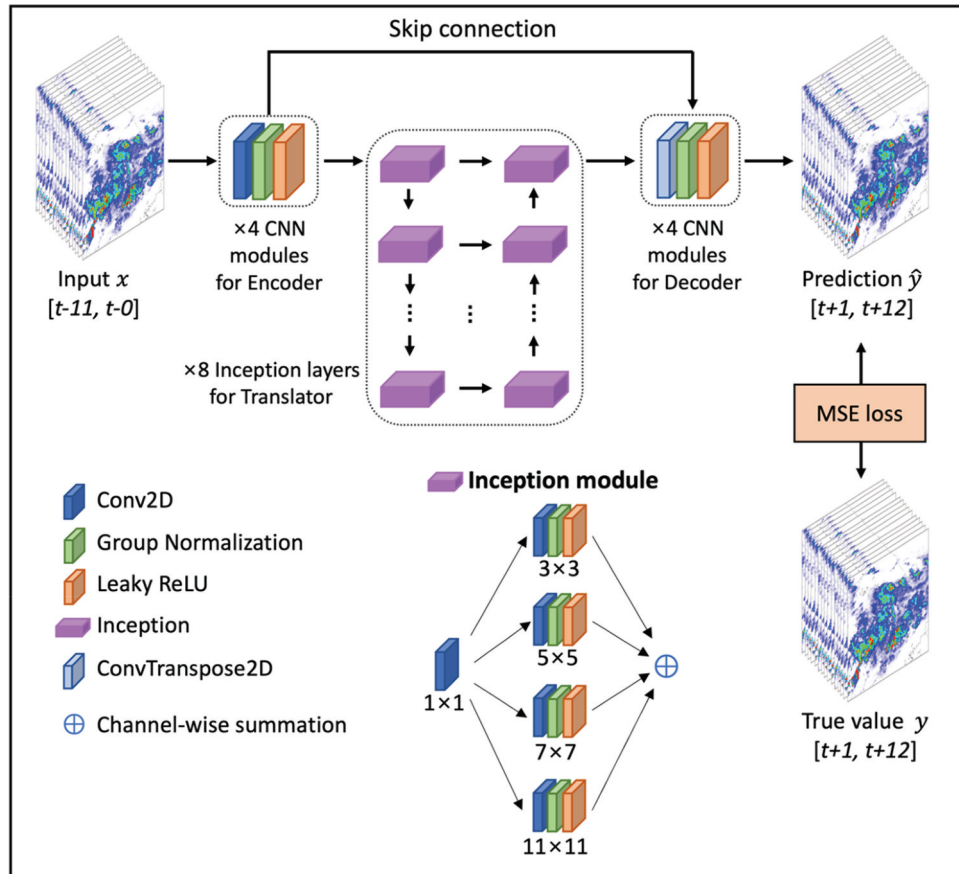 Skip connection
×4 CNN
modules
for Encoder
×4 CNN
modules
for Decoder
Input x
[t-11, t-0]
Prediction ŷ
[t+1, t+12]
⋮ ⋮ ⋮
×8 Inception layers
for Translator
MSE loss
Inception module
Conv2D
Group Normalization
Leaky ReLU
Inception
ConvTranspose2D
Channel-wise summation
1×1
3×3
5×5
7×7
11×11
True value y
[t+1, t+12]